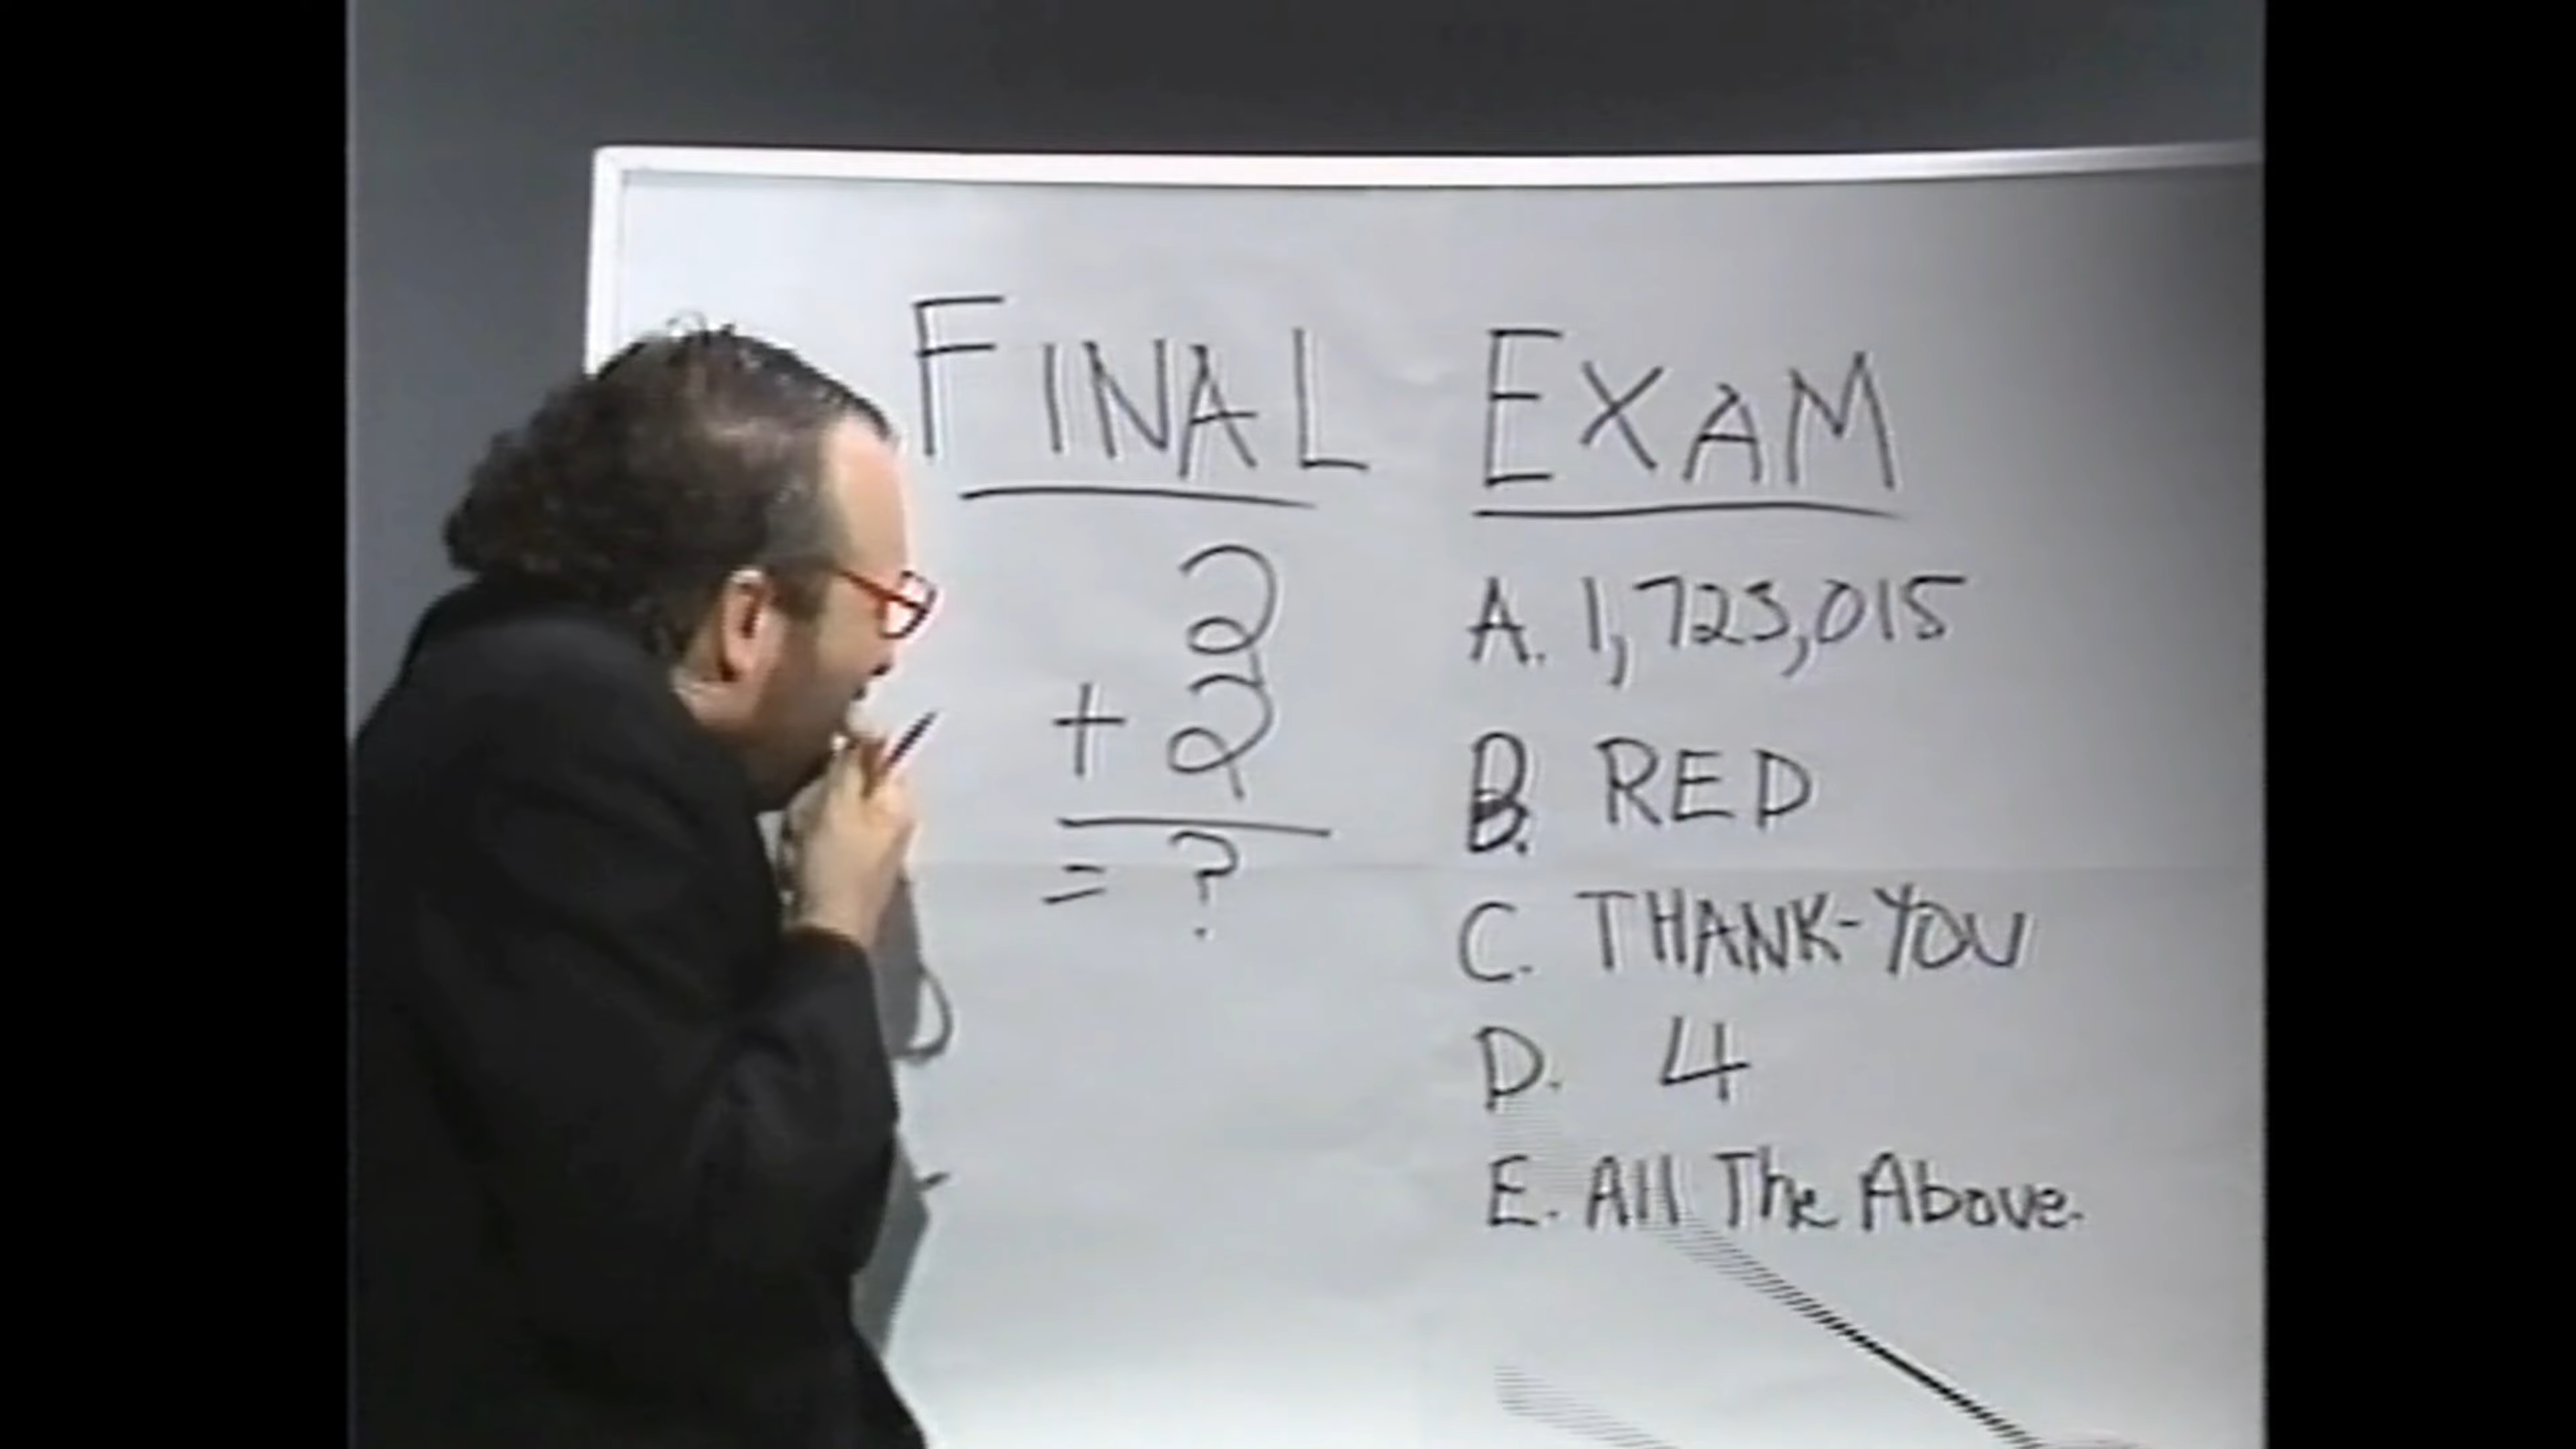 FINAL EXAM
2
+ 2
= ?
A. 1,723,015
B. RED
C. THANK-YOU
D. 4
E. All The Above.